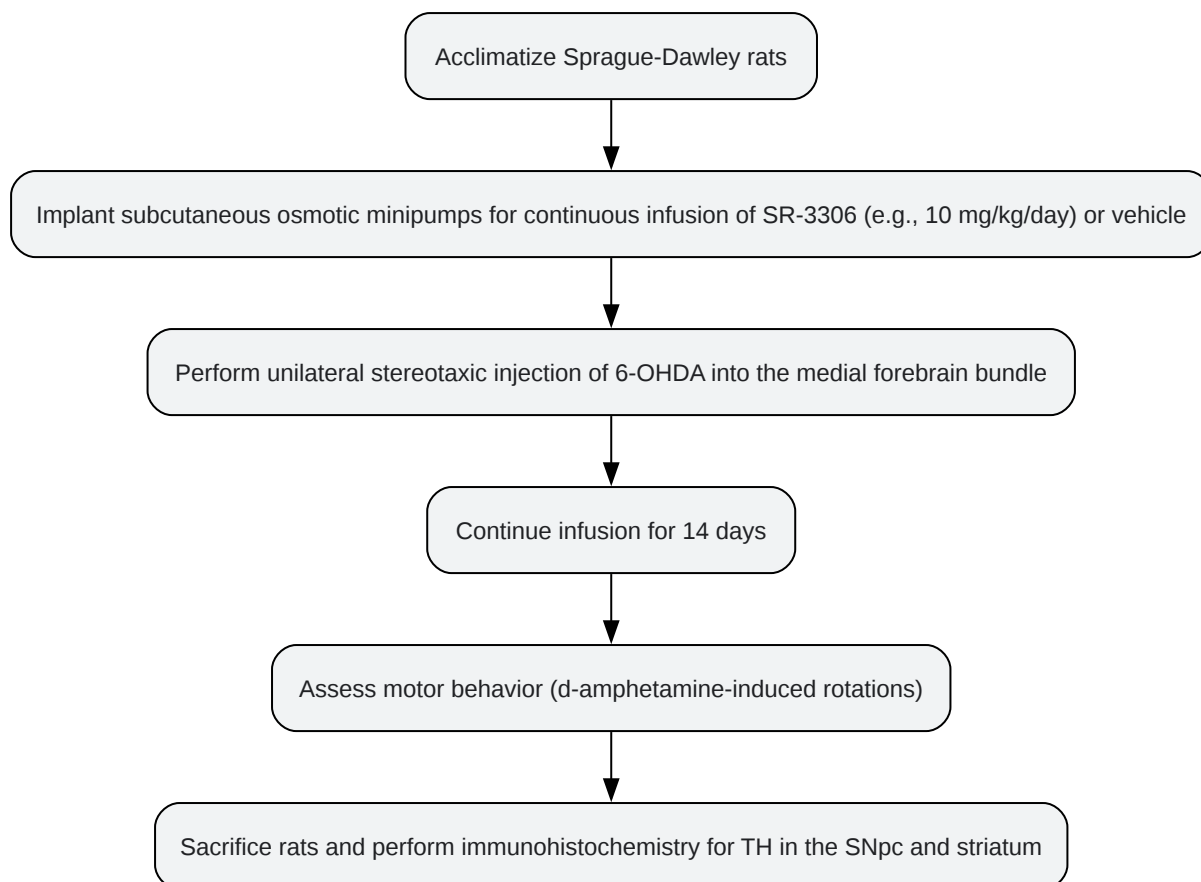 Acclimatize Sprague-Dawley rats
Implant subcutaneous osmotic minipumps for continuous infusion of SR-3306 (e.g., 10 mg/kg/day) or vehicle
Perform unilateral stereotaxic injection of 6-OHDA into the medial forebrain bundle
Continue infusion for 14 days
Assess motor behavior (d-amphetamine-induced rotations)
Sacrifice rats and perform immunohistochemistry for TH in the SNpc and striatum